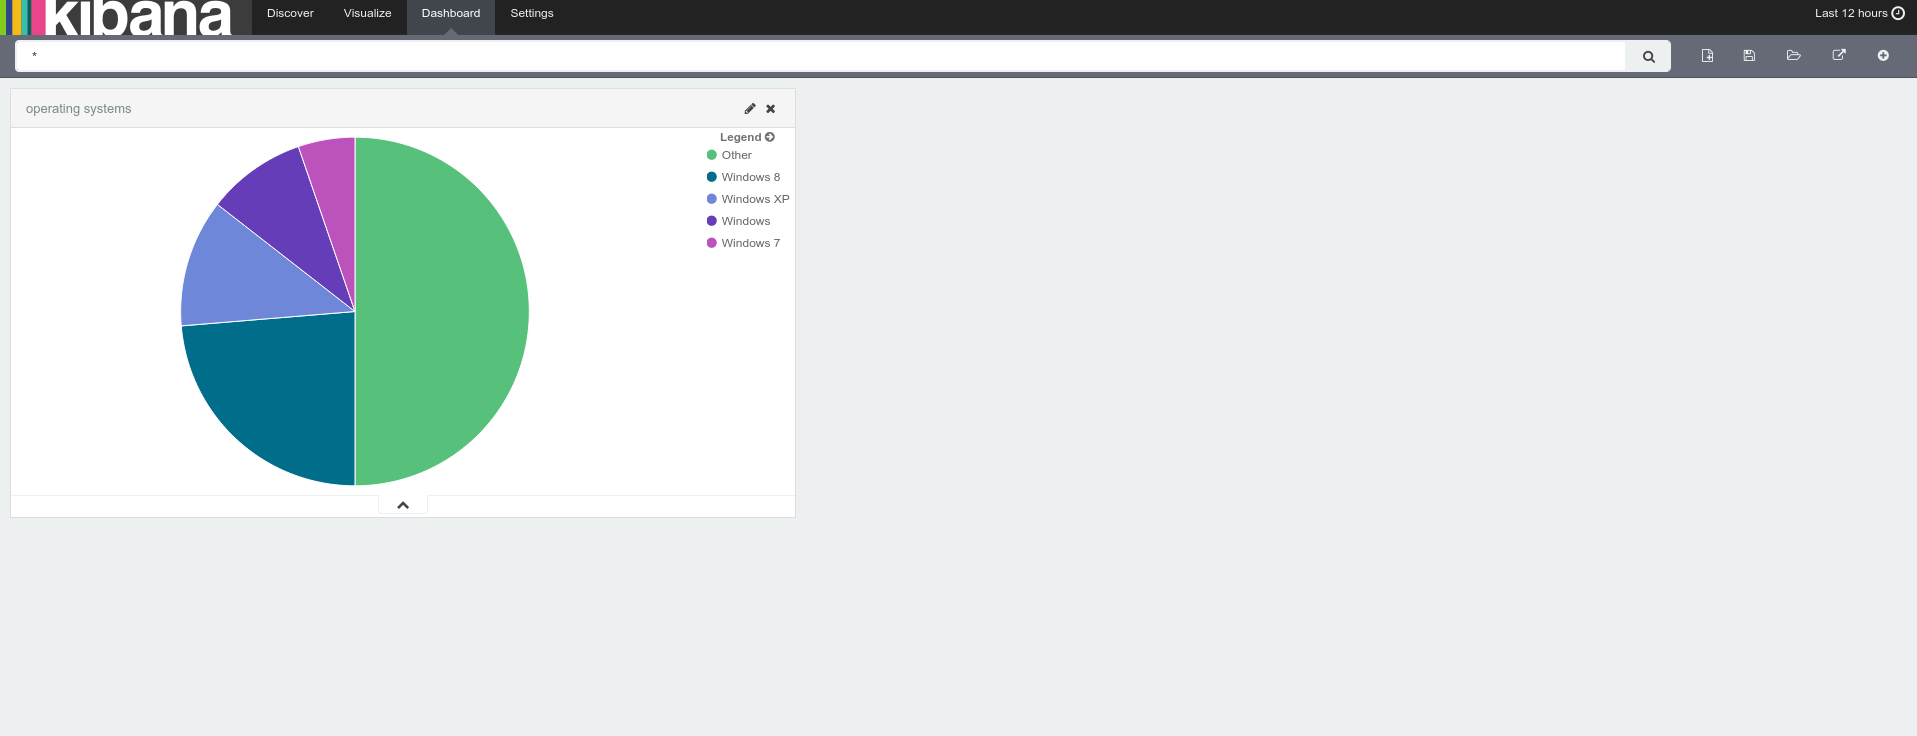 kibana
Discover Visualize Dashboard Settings Last 12 hours
*
operating systems
Legend
Other
Windows 8
Windows XP
Windows
Windows 7